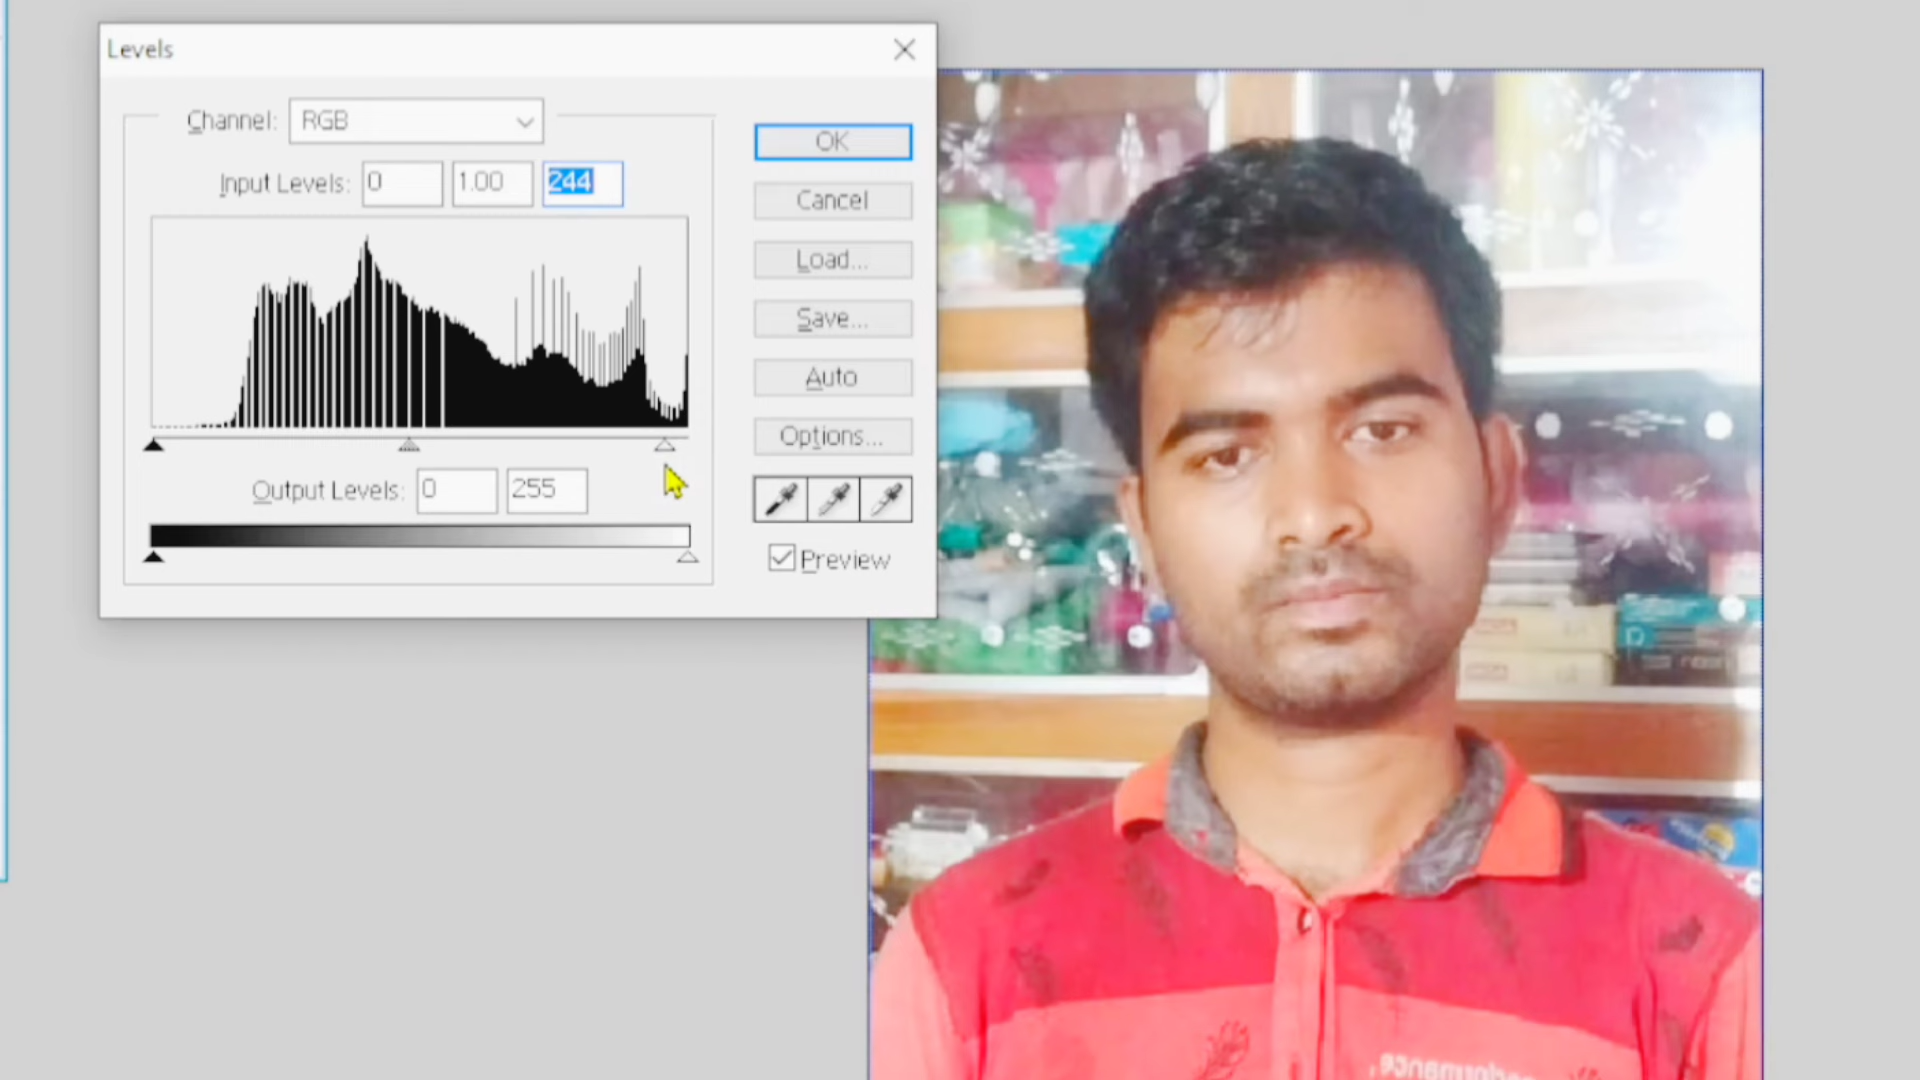 Levels
Channel: RGB
Input Levels: 0 1.00 244
Output Levels: 0 255
OK
Cancel
Load...
Save...
Auto
Options...
Preview